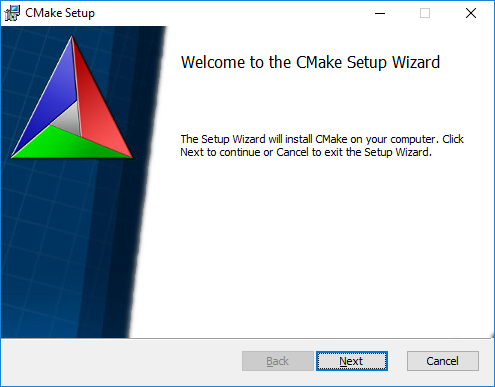 CMake Setup
Welcome to the CMake Setup Wizard
The Setup Wizard will install CMake on your computer. Click
Next to continue or Cancel to exit the Setup Wizard.
Back
Next
Cancel